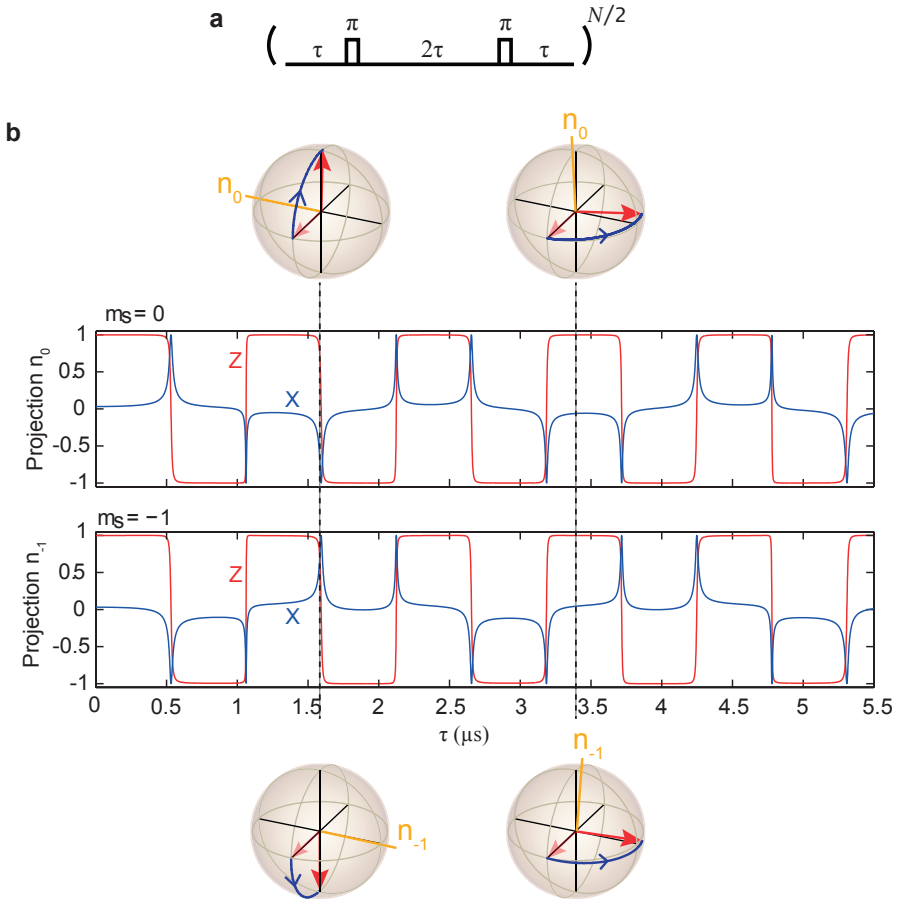 a
( τ π 2τ π τ ) N/2
b
n0 n0
mS = 0
Projection n0
1
0.5
0
-0.5
-1
Z
X
mS = −1
Projection n-1
1
0.5
0
-0.5
-1
Z
X
0 0.5 1 1.5 2 2.5 3 3.5 4 4.5 5 5.5
τ (μs)
n-1
n-1